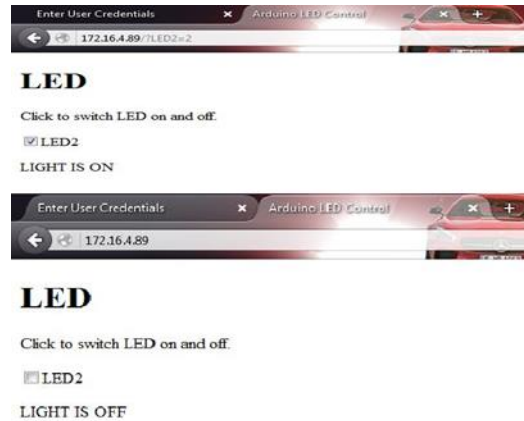 Enter User Credentials × Arduino LED Control × +
172.16.4.89/?LED2=2
LED
Click to switch LED on and off.
LED2
LIGHT IS ON
Enter User Credentials × Arduino LED Control × +
172.16.4.89
LED
Click to switch LED on and off.
LED2
LIGHT IS OFF